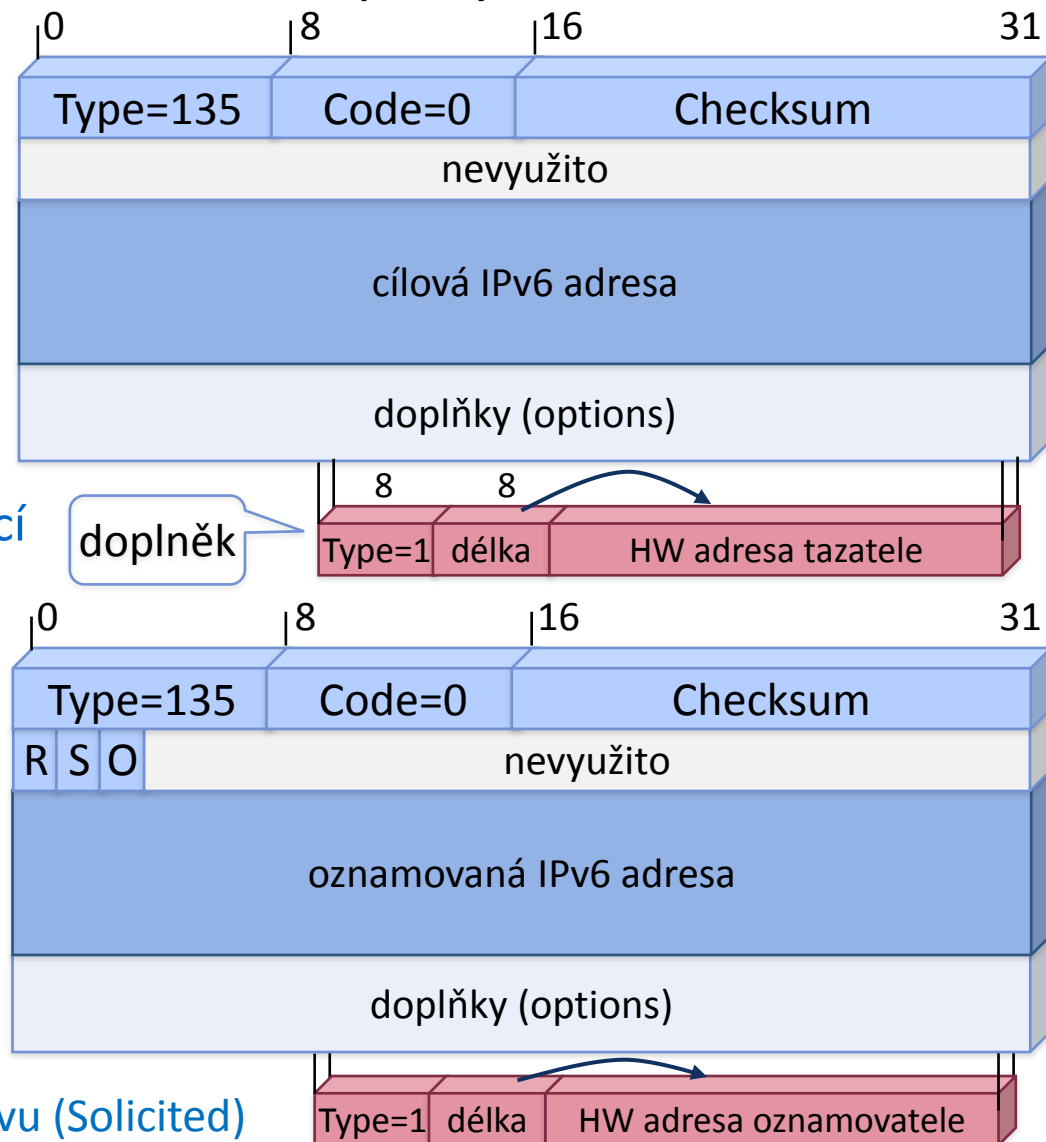 0 8 16 31
Type=135 Code=0 Checksum
nevyužito
cílová IPv6 adresa
doplňky (options)
8 8
cí doplněk Type=1 délka HW adresa tazatele
0 8 16 31
Type=135 Code=0 Checksum
R S O nevyužito
oznamovaná IPv6 adresa
doplňky (options)
vu (Solicited) Type=1 délka HW adresa oznamovatele